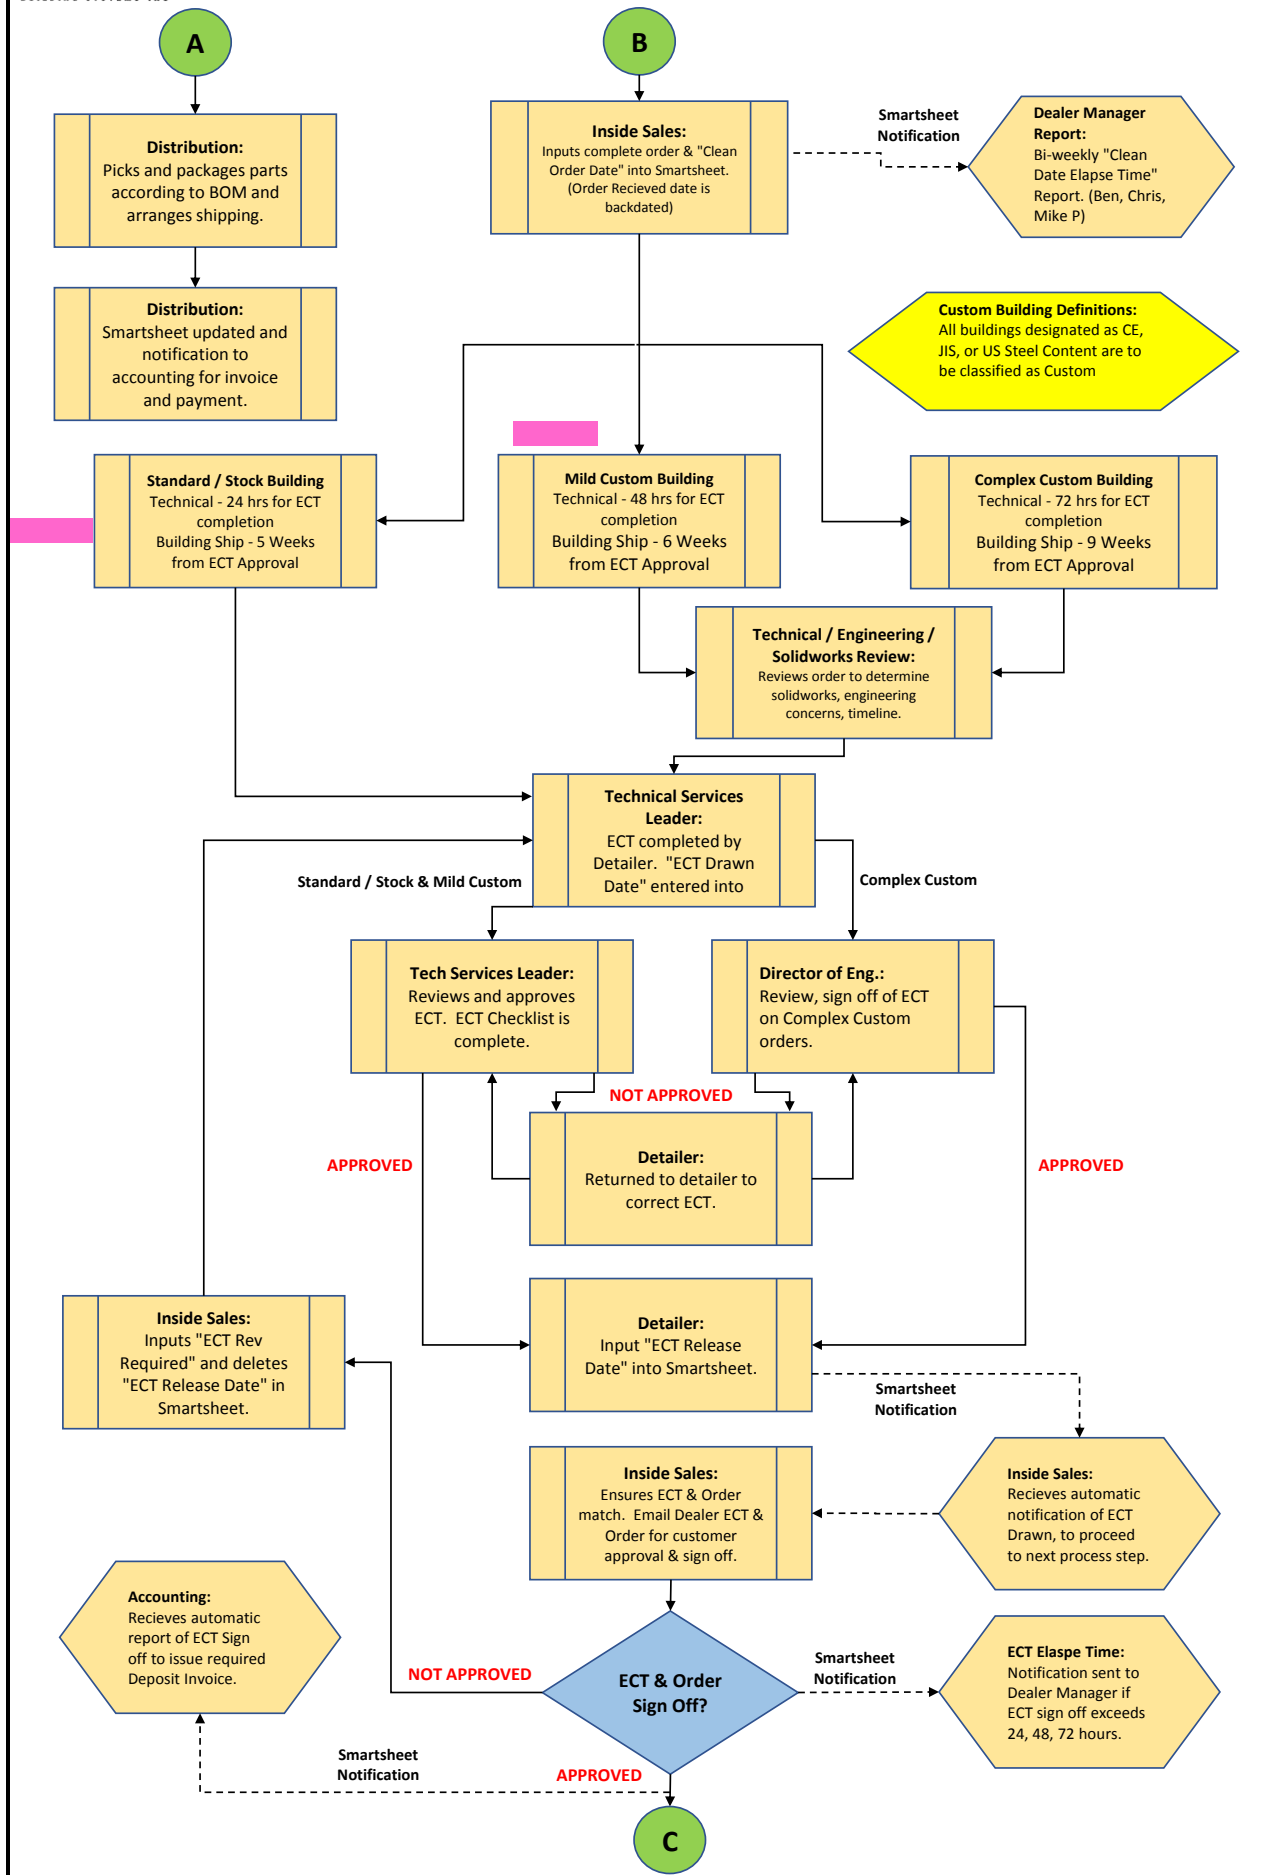 A
B
Distribution:
Picks and packages parts
according to BOM and
arranges shipping.
Inside Sales:
Inputs complete order & "Clean
Order Date" into Smartsheet.
(Order Recieved date is
backdated)
Smartsheet
Notification
Dealer Manager
Report:
Bi-weekly "Clean
Date Elapse Time"
Report. (Ben, Chris,
Mike P)
Distribution:
Smartsheet updated and
notification to
accounting for invoice
and payment.
Custom Building Definitions:
All buildings designated as CE,
JIS, or US Steel Content are to
be classified as Custom
Standard / Stock Building
Technical - 24 hrs for ECT
completion
Building Ship - 5 Weeks
from ECT Approval
Mild Custom Building
Technical - 48 hrs for ECT
completion
Building Ship - 6 Weeks
from ECT Approval
Complex Custom Building
Technical - 72 hrs for ECT
completion
Building Ship - 9 Weeks
from ECT Approval
Technical / Engineering /
Solidworks Review:
Reviews order to determine
solidworks, engineering
concerns, timeline.
Technical Services
Leader:
ECT completed by
Detailer.  "ECT Drawn
Date" entered into
Standard / Stock & Mild Custom
Complex Custom
Tech Services Leader:
Reviews and approves
ECT.  ECT Checklist is
complete.
Director of Eng.:
Review, sign off of ECT
on Complex Custom
orders.
NOT APPROVED
APPROVED
Detailer:
Returned to detailer to
correct ECT.
APPROVED
Inside Sales:
Inputs "ECT Rev
Required" and deletes
"ECT Release Date" in
Smartsheet.
Detailer:
Input "ECT Release
Date" into Smartsheet.
Smartsheet
Notification
Inside Sales:
Ensures ECT & Order
match.  Email Dealer ECT &
Order for customer
approval & sign off.
Inside Sales:
Recieves automatic
notification of ECT
Drawn, to proceed
to next process step.
Accounting:
Recieves automatic
report of ECT Sign
off to issue required
Deposit Invoice.
NOT APPROVED
ECT & Order
Sign Off?
Smartsheet
Notification
ECT Elaspe Time:
Notification sent to
Dealer Manager if
ECT sign off exceeds
24, 48, 72 hours.
Smartsheet
Notification
APPROVED
C